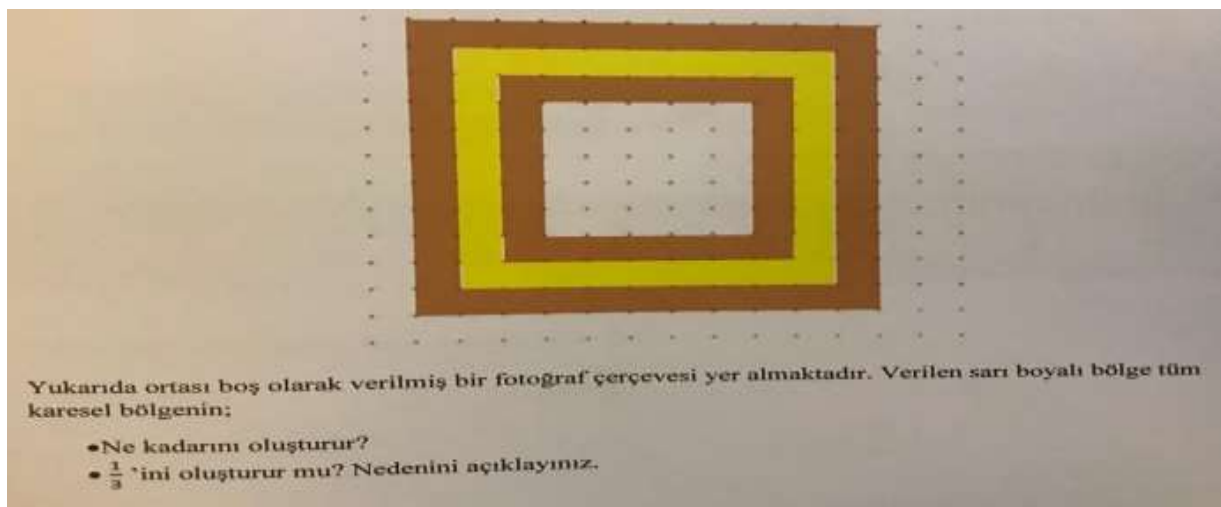 Yukarıda ortası boş olarak verilmiş bir fotoğraf çerçevesi yer almaktadır. Verilen sarı boyalı bölge tüm
karesel bölgenin;
•Ne kadarını oluşturur?
• 1/3 'ini oluşturur mu? Nedenini açıklayınız.